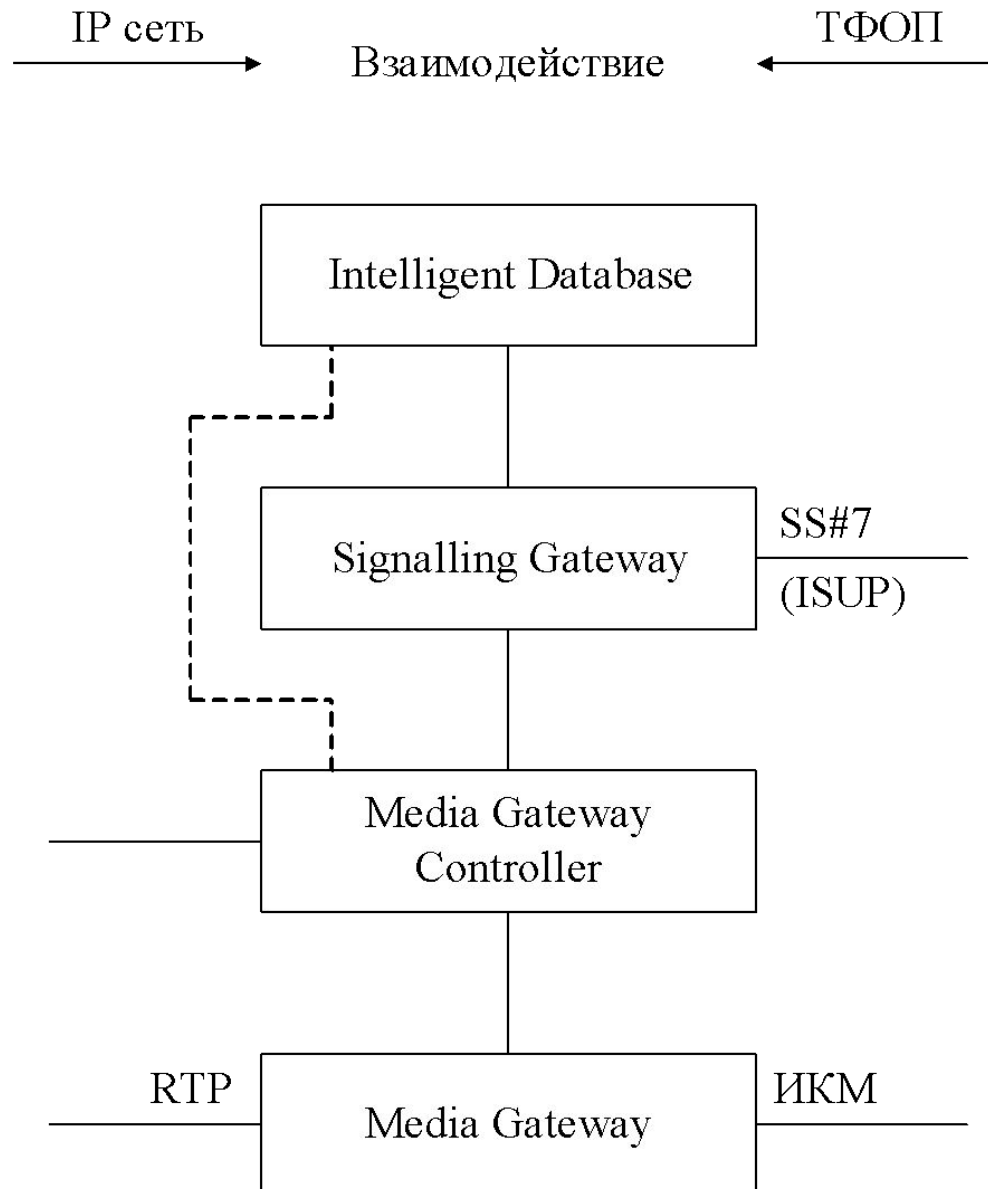 IP сеть
Взаимодействие
ТФОП
Intelligent Database
Signalling Gateway
SS#7
(ISUP)
Media Gateway
Controller
RTP
Media Gateway
ИКМ